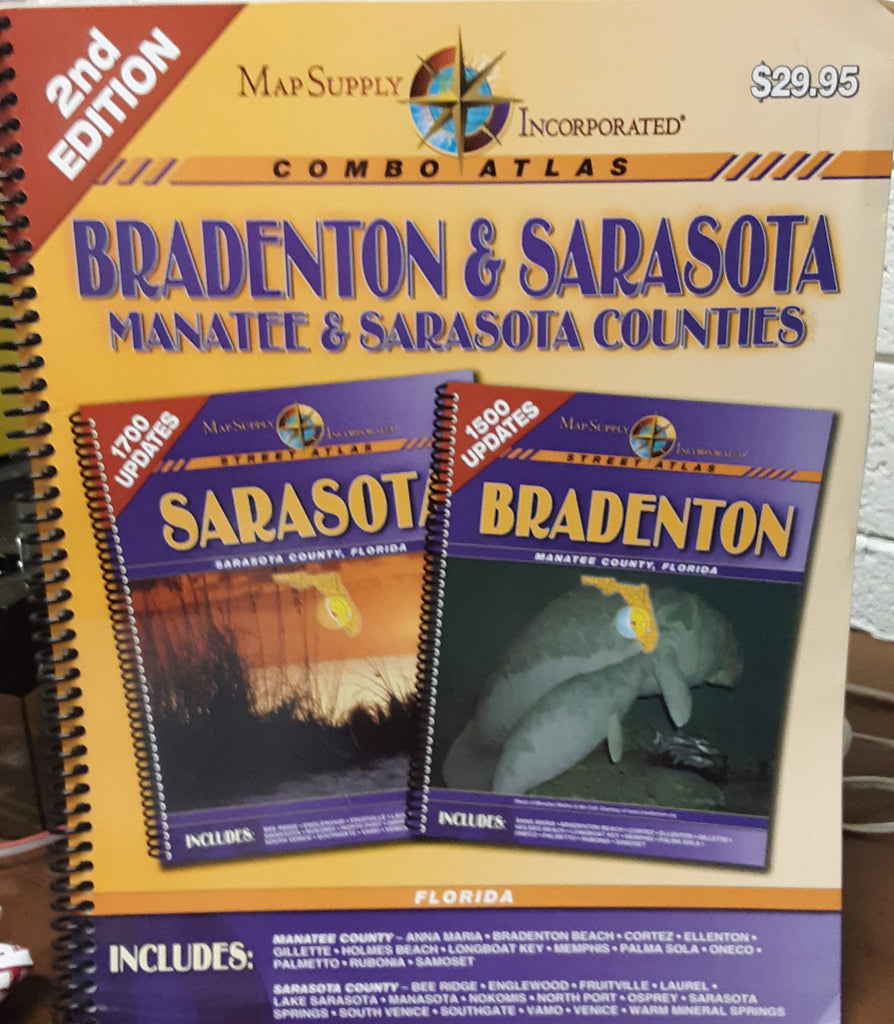 2nd
EDITION
MAP SUPPLY
INCORPORATED®
$29.95
COMBO ATLAS
BRADENTON & SARASOTA
MANATEE & SARASOTA COUNTIES
1700
UPDATES
MAP SUPPLY
INCORPORATED
STREET ATLAS
SARASOTA
SARASOTA COUNTY, FLORIDA
INCLUDES:
1500
UPDATES
MAP SUPPLY
INCORPORATED
STREET ATLAS
BRADENTON
MANATEE COUNTY, FLORIDA
INCLUDES:
FLORIDA
INCLUDES:
MANATEE COUNTY – ANNA MARIA • BRADENTON BEACH • CORTEZ • ELLENTON •
GILLETTE • HOLMES BEACH • LONGBOAT KEY • MEMPHIS • PALMA SOLA • ONECO •
PALMETTO • RUBONIA • SAMOSET
SARASOTA COUNTY – BEE RIDGE • ENGLEWOOD • FRUITVILLE • LAUREL •
LAKE SARASOTA • MANASOTA • NOKOMIS • NORTH PORT • OSPREY • SARASOTA
SPRINGS • SOUTH VENICE • SOUTHGATE • VAMO • VENICE • WARM MINERAL SPRINGS